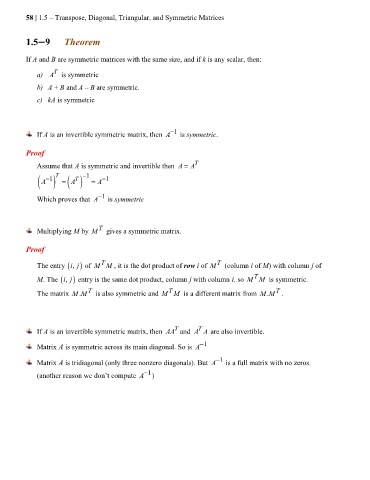 58 | 1.5 – Transpose, Diagonal, Triangular, and Symmetric Matrices
1.5−9 Theorem
If A and B are symmetric matrices with the same size, and if k is any scalar, then:
a) A^T is symmetric
b) A + B and A – B are symmetric.
c) kA is symmetric
If A is an invertible symmetric matrix, then A^−1 is symmetric.
Proof
Assume that A is symmetric and invertible then A = A^T
(A^−1)^T = (A^T)^−1 = A^−1
Which proves that A^−1 is symmetric
Multiplying M by M^T gives a symmetric matrix.
Proof
The entry (i, j) of M^T M , it is the dot product of row i of M^T (column i of M) with column j of
M. The (i, j) entry is the same dot product, column j with column i. so M^T M is symmetric.
The matrix M.M^T is also symmetric and M^T M is a different matrix from M.M^T .
If A is an invertible symmetric matrix, then AA^T and A^T A are also invertible.
Matrix A is symmetric across its main diagonal. So is A^−1
Matrix A is tridiagonal (only three nonzero diagonals). But A^−1 is a full matrix with no zeros.
(another reason we don't compute A^−1)